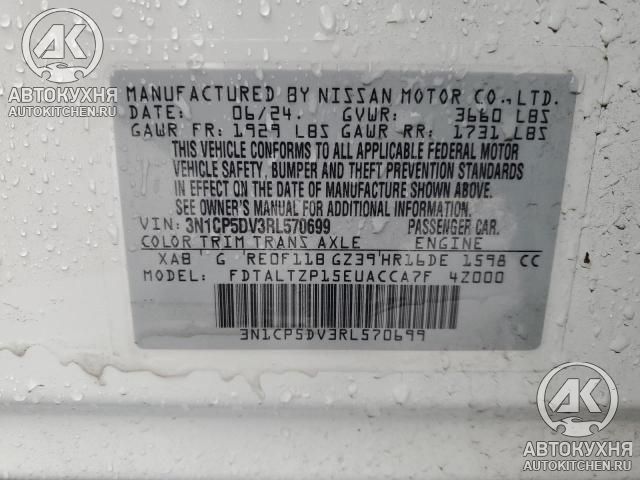 AK
АВТОКУХНЯ
AUTOKITCHEN.RU
MANUFACTURED BY NISSAN MOTOR CO.,LTD.
DATE: 06/24. GVWR: 3660 LBS
GAWR FR: 1929 LBS GAWR RR: 1731 LBS
THIS VEHICLE CONFORMS TO ALL APPLICABLE FEDERAL MOTOR
VEHICLE SAFETY, BUMPER AND THEFT PREVENTION STANDARDS
IN EFFECT ON THE DATE OF MANUFACTURE SHOWN ABOVE.
SEE OWNER'S MANUAL FOR ADDITIONAL INFORMATION.
VIN: 3N1CP5DV3RL570699 PASSENGER CAR.
COLOR TRIM TRANS AXLE ENGINE
XAB G RE0F11B GZ39 HR16DE 1598 CC
MODEL: FDTALTZP15EUACCA7F 4Z000
3N1CP5DV3RL570699
AK
АВТОКУХНЯ
AUTOKITCHEN.RU